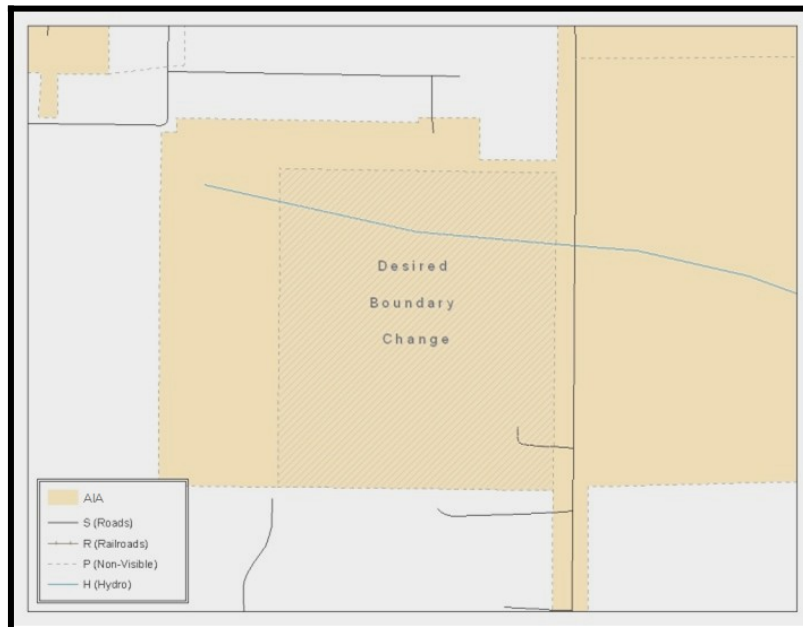 Desired
Boundary
Change
AIA
S (Roads)
R (Railroads)
P (Non-Visible)
H (Hydro)